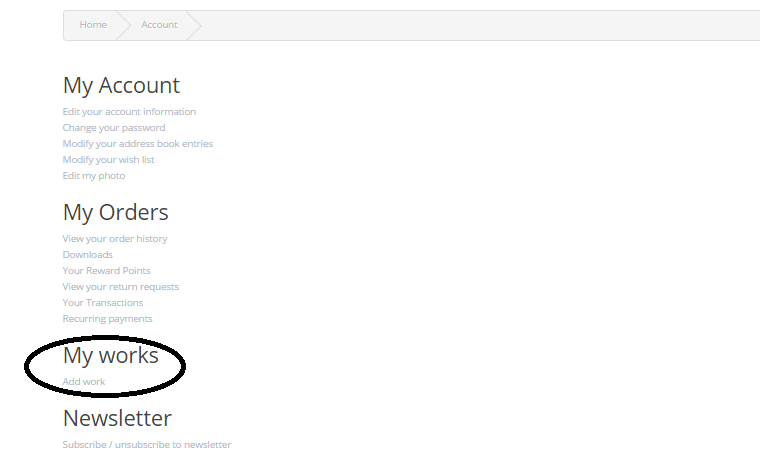 Home
Account
My Account
Edit your account information
Change your password
Modify your address book entries
Modify your wish list
Edit my photo
My Orders
View your order history
Downloads
Your Reward Points
View your return requests
Your Transactions
Recurring payments
My works
Add work
Newsletter
Subscribe / unsubscribe to newsletter